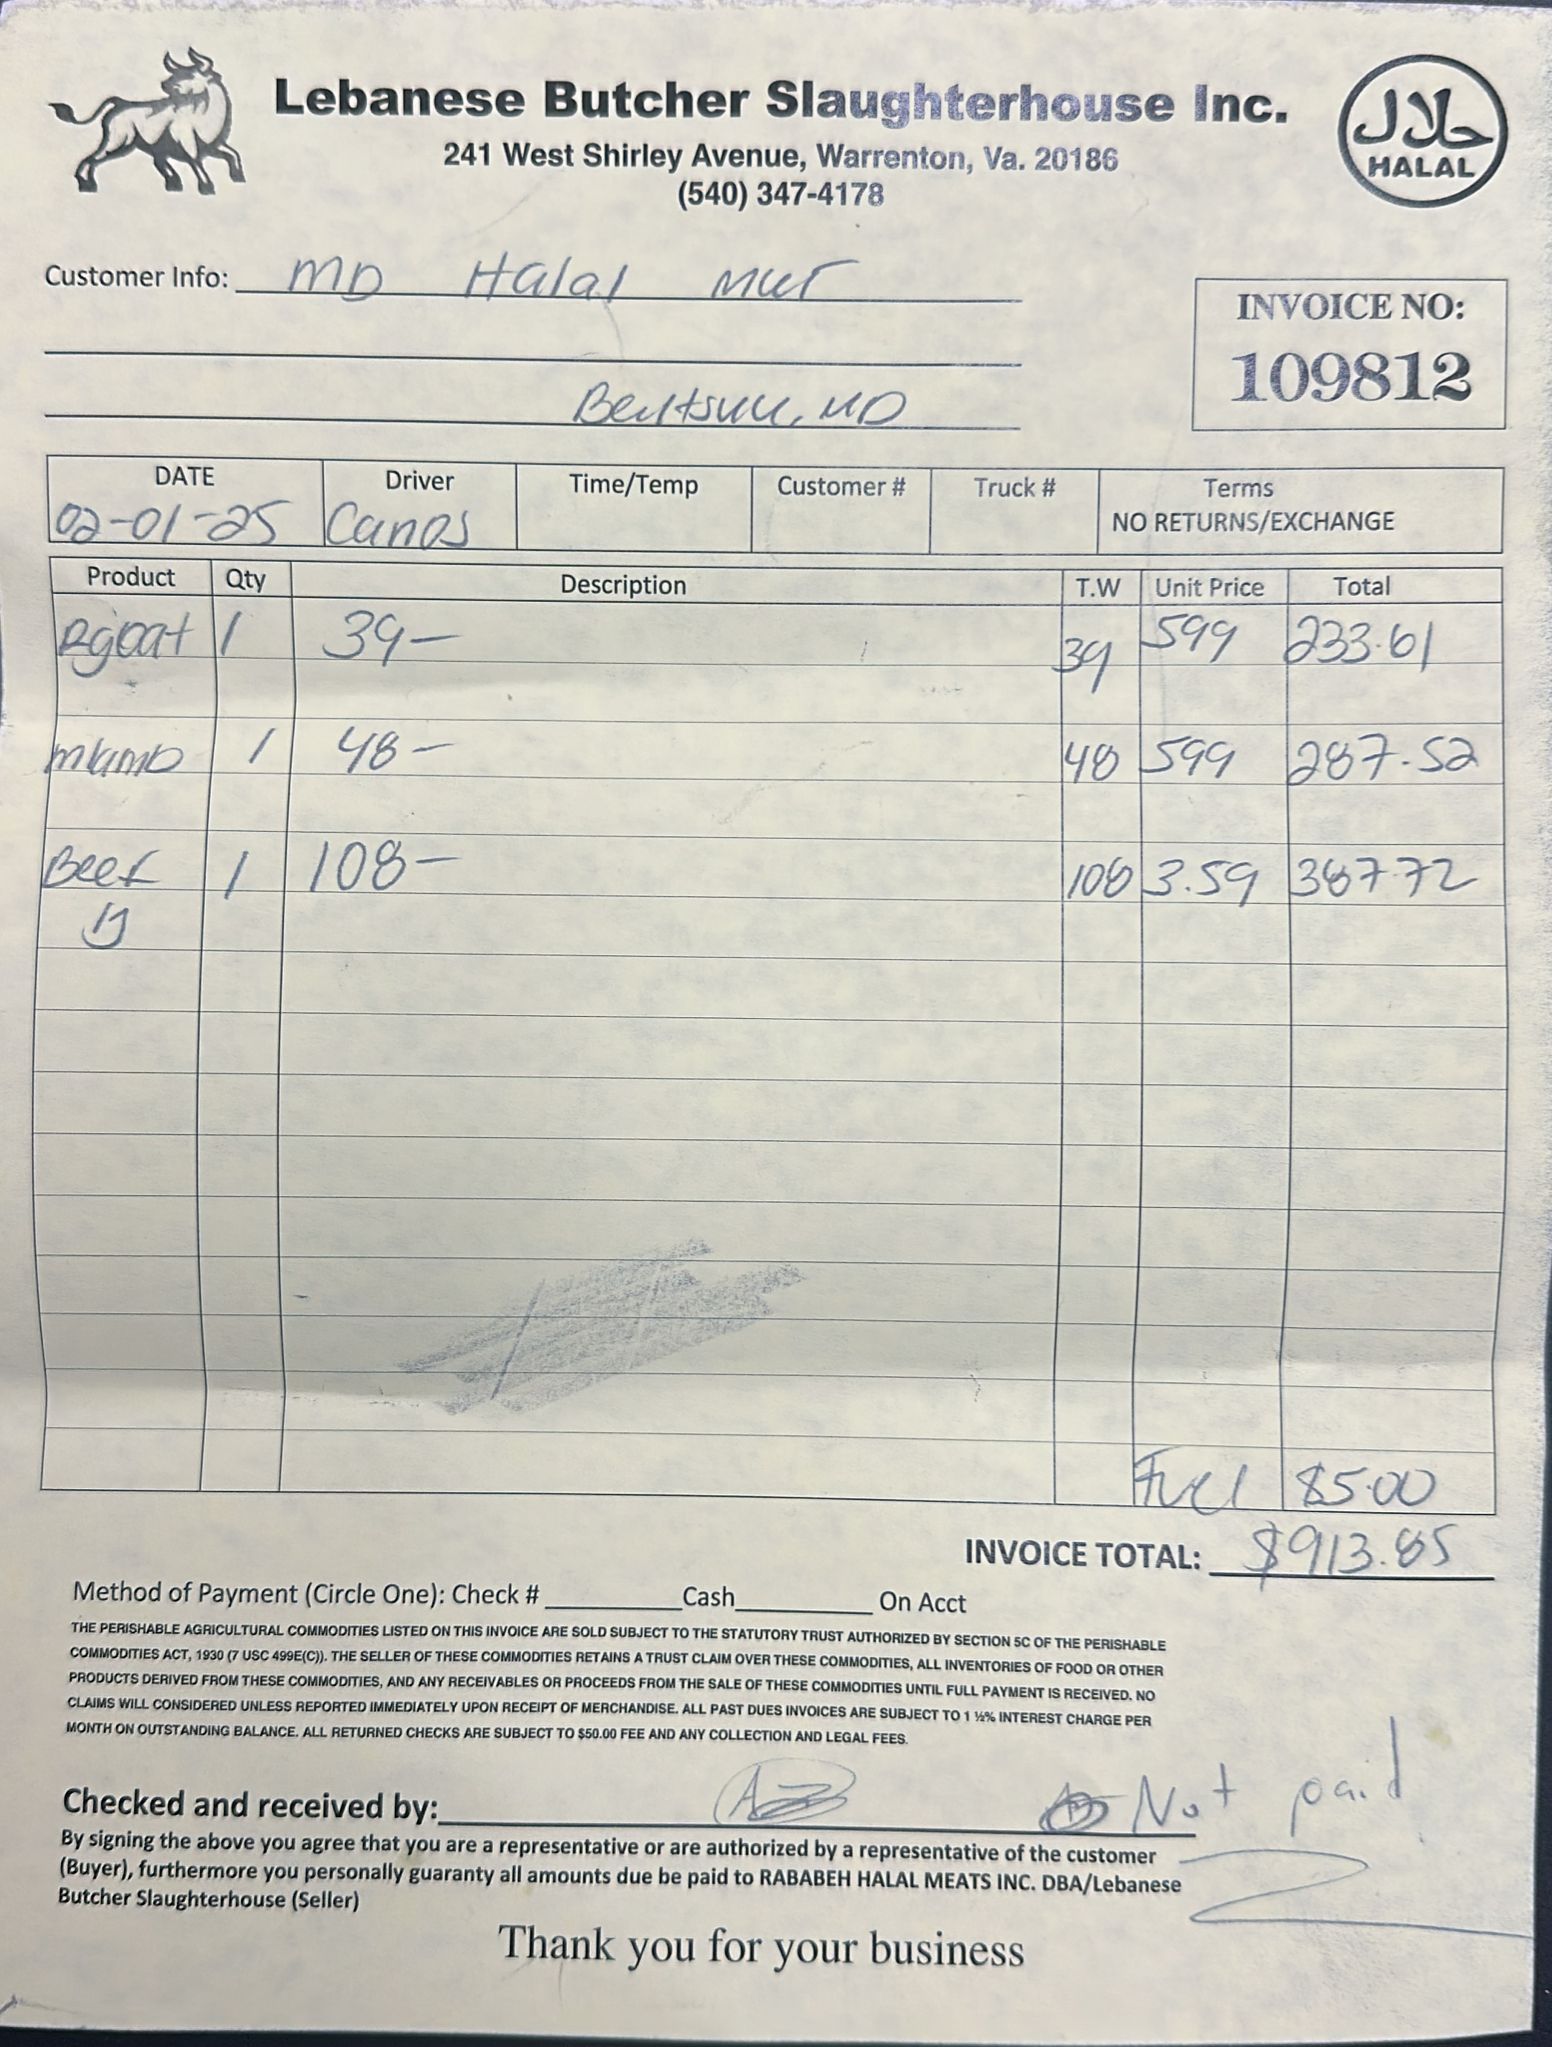 Lebanese Butcher Slaughterhouse Inc.
241 West Shirley Avenue, Warrenton, Va. 20186
(540) 347-4178
حلال
HALAL
Customer Info: MD Halal
MD
INVOICE NO:
109812
DATE Driver Time/Temp Customer # Truck # Terms
02-01-25 NO RETURNS/EXCHANGE
Product Qty Description T.W Unit Price Total
Rgoat 1 39- 39 599 233.61
1 48- 48 599 287.52
Beef 1 108- 108 3.59 387.72
Fuel $5.00
INVOICE TOTAL: $913.85
Method of Payment (Circle One): Check # Cash On Acct
THE PERISHABLE AGRICULTURAL COMMODITIES LISTED ON THIS INVOICE ARE SOLD SUBJECT TO THE STATUTORY TRUST AUTHORIZED BY SECTION 5C OF THE PERISHABLE
COMMODITIES ACT, 1930 (7 USC 499E(C)). THE SELLER OF THESE COMMODITIES RETAINS A TRUST CLAIM OVER THESE COMMODITIES, ALL INVENTORIES OF FOOD OR OTHER
PRODUCTS DERIVED FROM THESE COMMODITIES, AND ANY RECEIVABLES OR PROCEEDS FROM THE SALE OF THESE COMMODITIES UNTIL FULL PAYMENT IS RECEIVED. NO
CLAIMS WILL CONSIDERED UNLESS REPORTED IMMEDIATELY UPON RECEIPT OF MERCHANDISE. ALL PAST DUES INVOICES ARE SUBJECT TO 1 ½% INTEREST CHARGE PER
MONTH ON OUTSTANDING BALANCE. ALL RETURNED CHECKS ARE SUBJECT TO $50.00 FEE AND ANY COLLECTION AND LEGAL FEES.
Checked and received by: Not paid
By signing the above you agree that you are a representative or are authorized by a representative of the customer
(Buyer), furthermore you personally guaranty all amounts due be paid to RABABEH HALAL MEATS INC. DBA/Lebanese
Butcher Slaughterhouse (Seller)
Thank you for your business